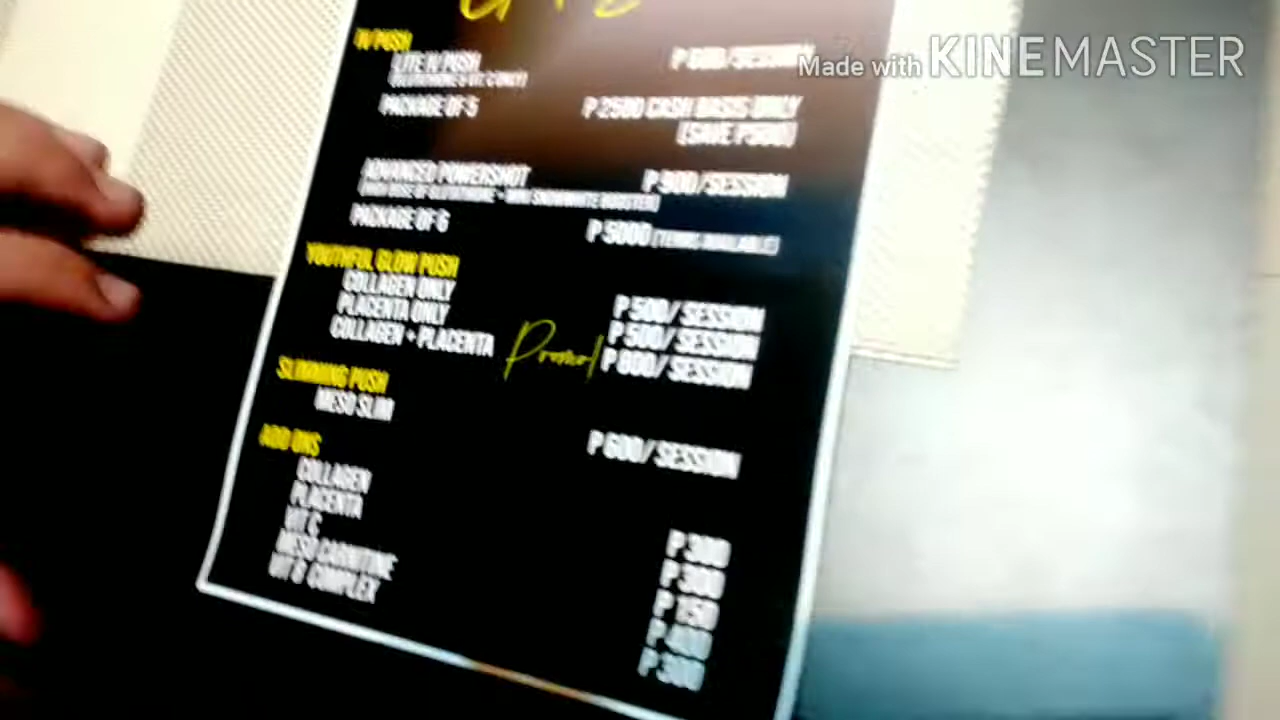 Made with KINEMASTER
IV PUSH
LITE IV PUSH P 600/SESSION
PACKAGE OF 5 P 2500 CASH BASIS ONLY
(SAVE P500)
ADVANCED POWERSHOT P 900/SESSION
PACKAGE OF 6 P 5000 (TERMS AVAILABLE)
YOUTHFUL GLOW PUSH
COLLAGEN ONLY P 500/ SESSION
PLACENTA ONLY P 500/ SESSION
COLLAGEN + PLACENTA Promo! P 800/ SESSION
SLIMMING PUSH
MESO SLIM P 600/ SESSION
ADD ONS
COLLAGEN P 300
PLACENTA P 300
VIT C P 150
MESO CARNITINE P 400
VIT B COMPLEX P 300